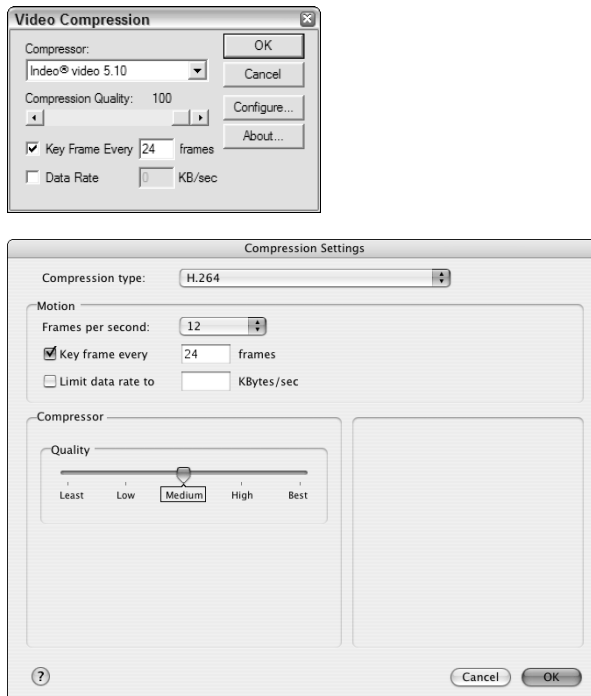 Video Compression
Compressor:
Indeo® video 5.10
Compression Quality: 100
Key Frame Every 24 frames
Data Rate 0 KB/sec
OK
Cancel
Configure...
About...
Compression Settings
Compression type: H.264
Motion
Frames per second: 12
Key frame every 24 frames
Limit data rate to KBytes/sec
Compressor
Quality
Least Low Medium High Best
? Cancel OK